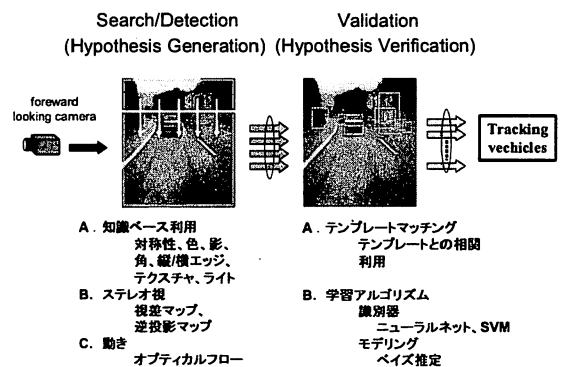 Search/Detection
(Hypothesis Generation)
Validation
(Hypothesis Verification)
foreward
looking camera
Tracking
vechicles
A．知識ベース利用
対称性、色、影、
角、縦/横エッジ、
テクスチャ、ライト
B．ステレオ視
視差マップ、
逆投影マップ
C．動き
オプティカルフロー
A．テンプレートマッチング
テンプレートとの相関
利用
B．学習アルゴリズム
識別器
ニューラルネット、SVM
モデリング
ベイズ推定